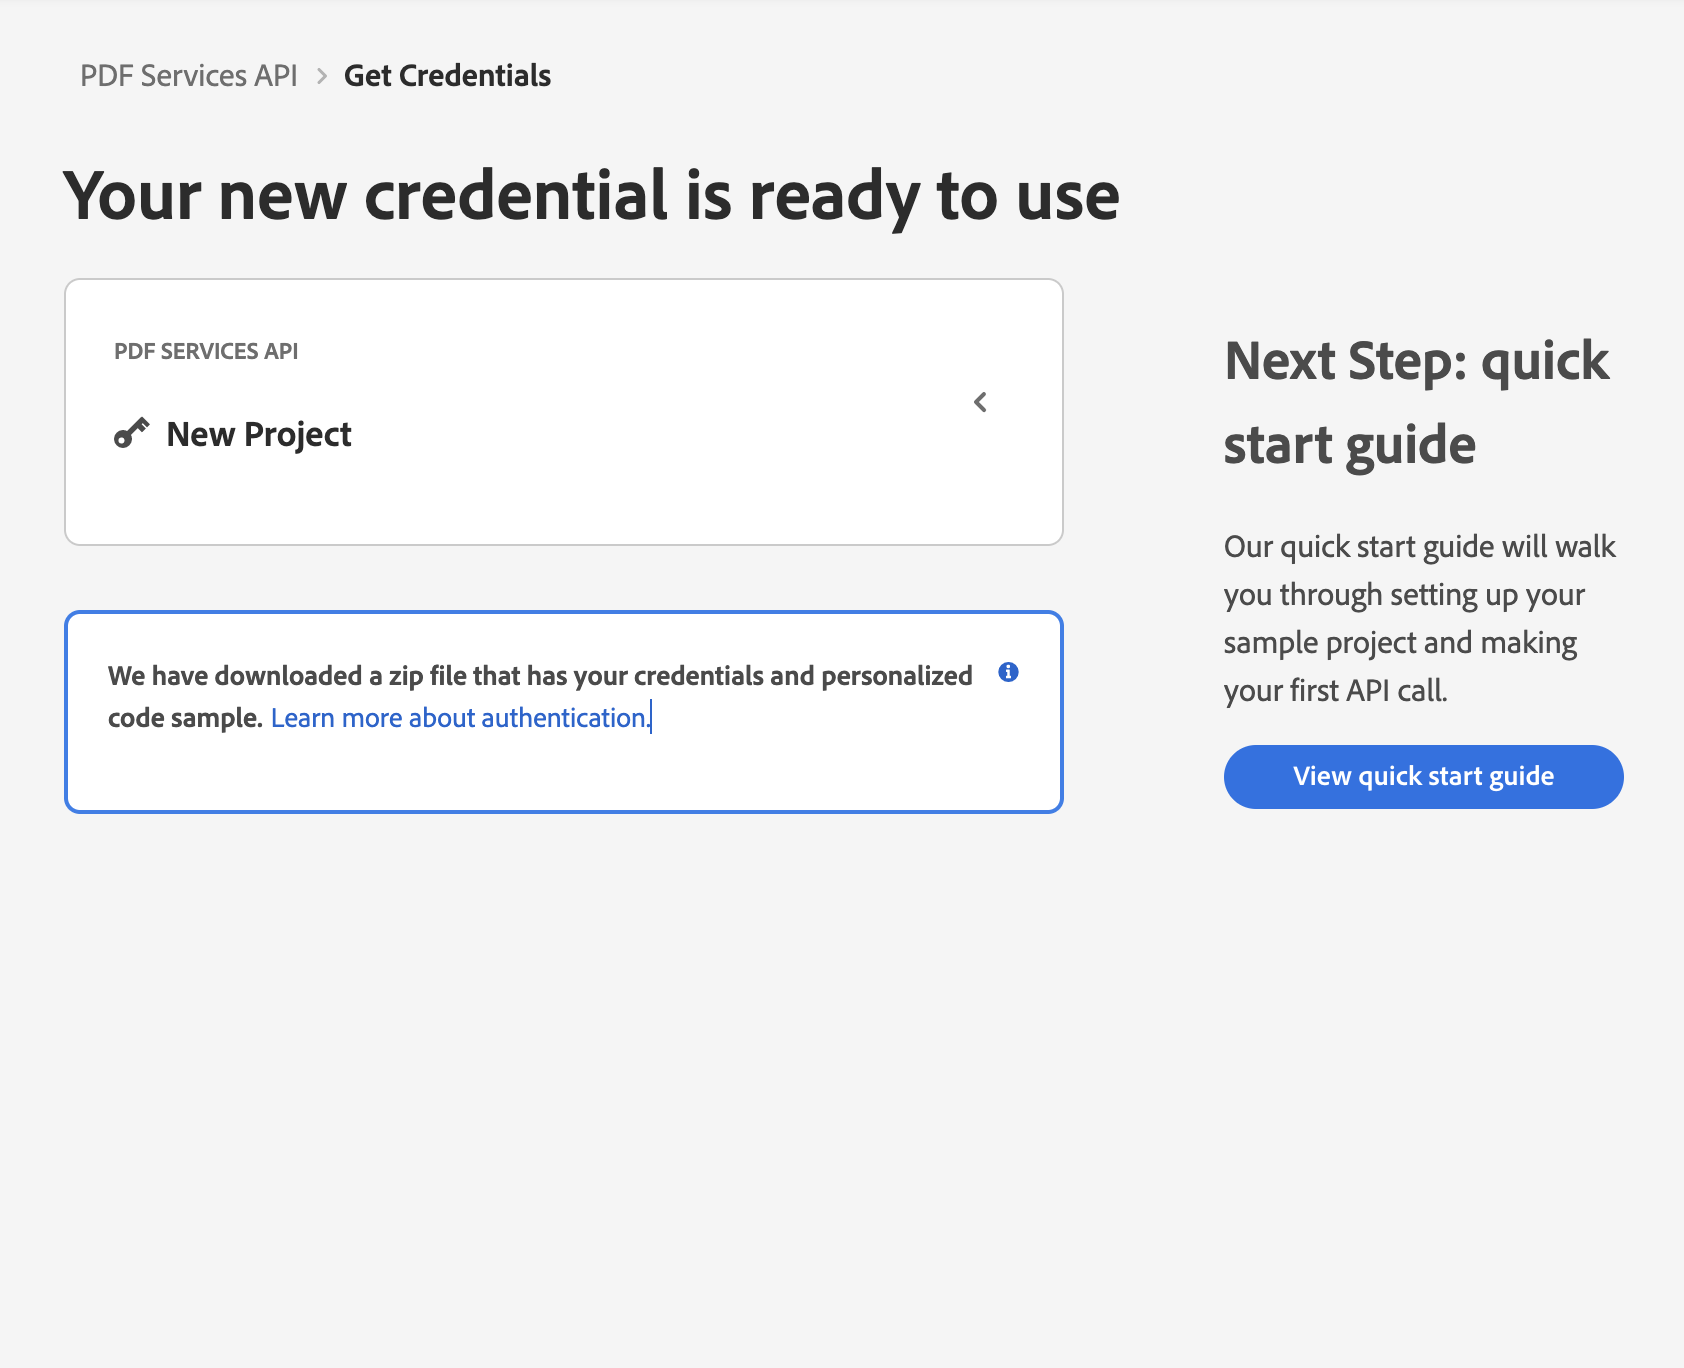 PDF Services API > Get Credentials
Your new credential is ready to use
PDF SERVICES API
New Project
We have downloaded a zip file that has your credentials and personalized
code sample. Learn more about authentication.
Next Step: quick
start guide
Our quick start guide will walk
you through setting up your
sample project and making
your first API call.
View quick start guide